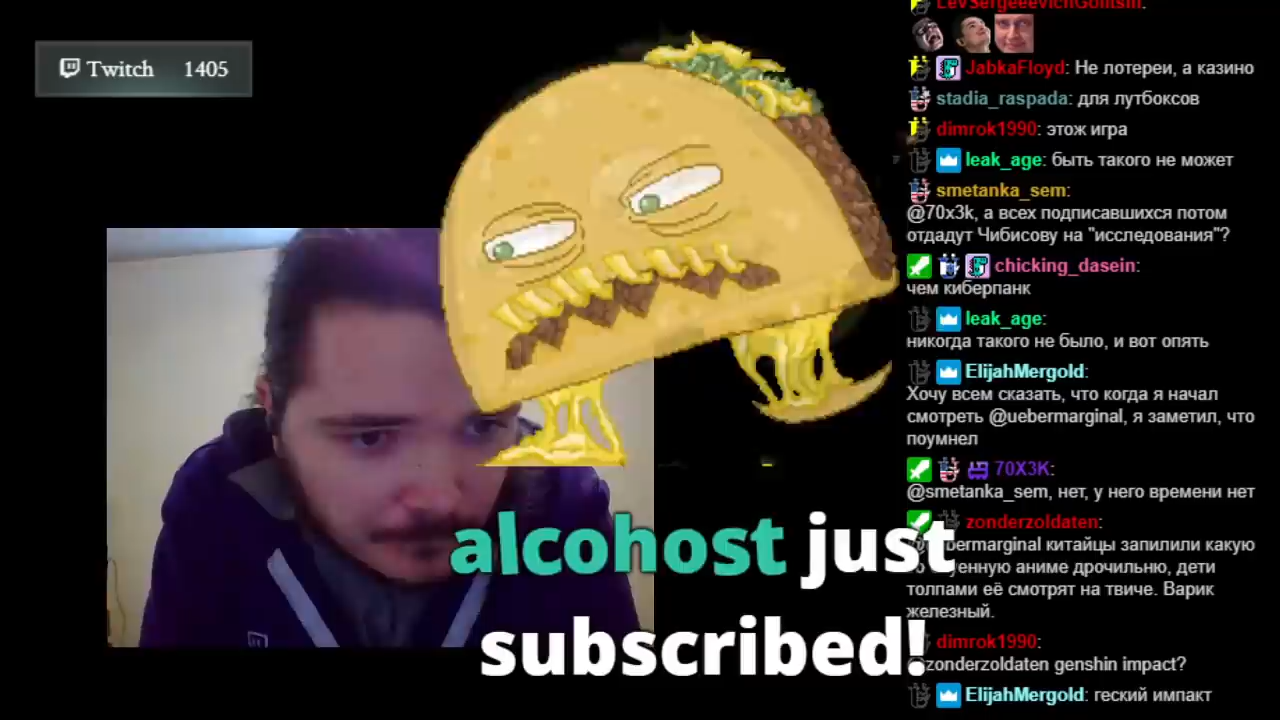 LevSergeeevichGolitsin:
Twitch 1405
JabkaFloyd: Не лотереи, а казино
stadia_raspada: для лутбоксов
dimrok1990: этож игра
leak_age: быть такого не может
smetanka_sem:
@70x3k, а всех подписавшихся потом
отдадут Чибисову на "исследования"?
chicking_dasein:
чем киберпанк
leak_age:
никогда такого не было, и вот опять
ElijahMergold:
Хочу всем сказать, что когда я начал
смотреть @uebermarginal, я заметил, что
поумнел
70X3K:
@smetanka_sem, нет, у него времени нет
zonderzoldaten:
китайцы запилили какую
аниме дрочильню, дети
толпами её смотрят на твиче. Варик
железный.
alcohost just
subscribed!
dimrok1990:
@zonderzoldaten genshin impact?
ElijahMergold: геский импакт